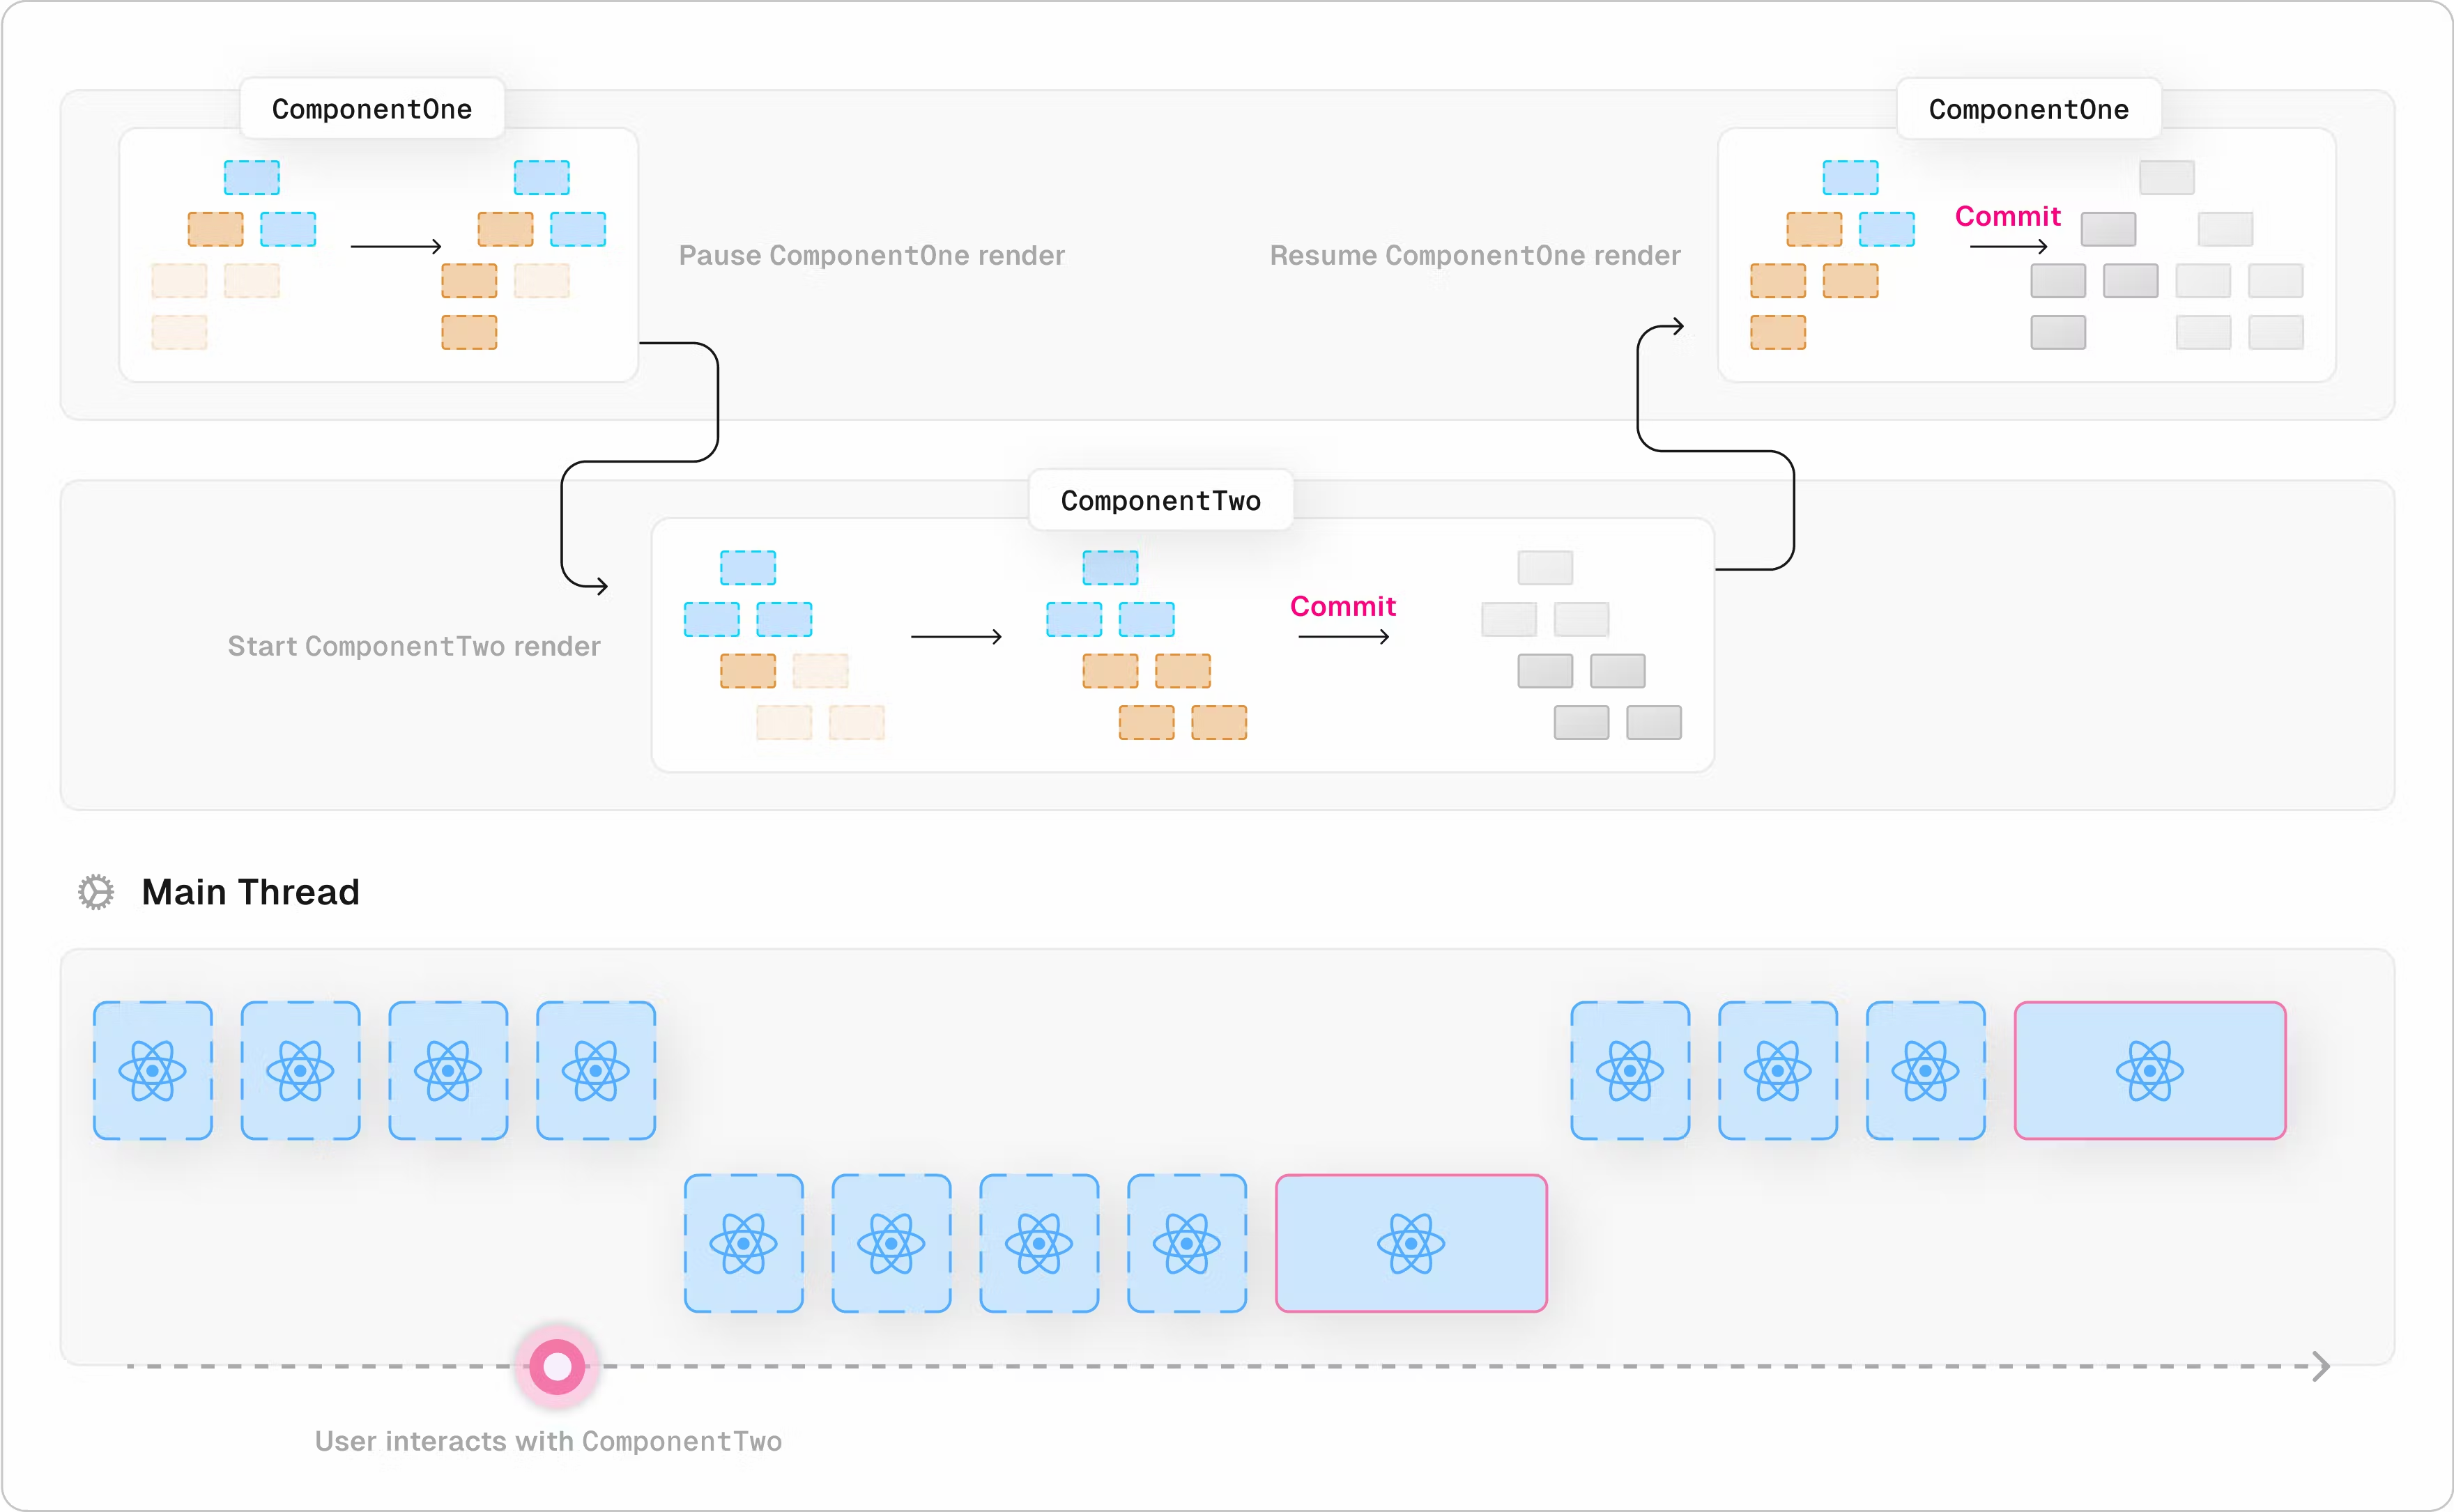 ComponentOne
ComponentOne
Commit
Pause ComponentOne render
Resume ComponentOne render
ComponentTwo
Commit
Start ComponentTwo render
Main Thread
User interacts with ComponentTwo